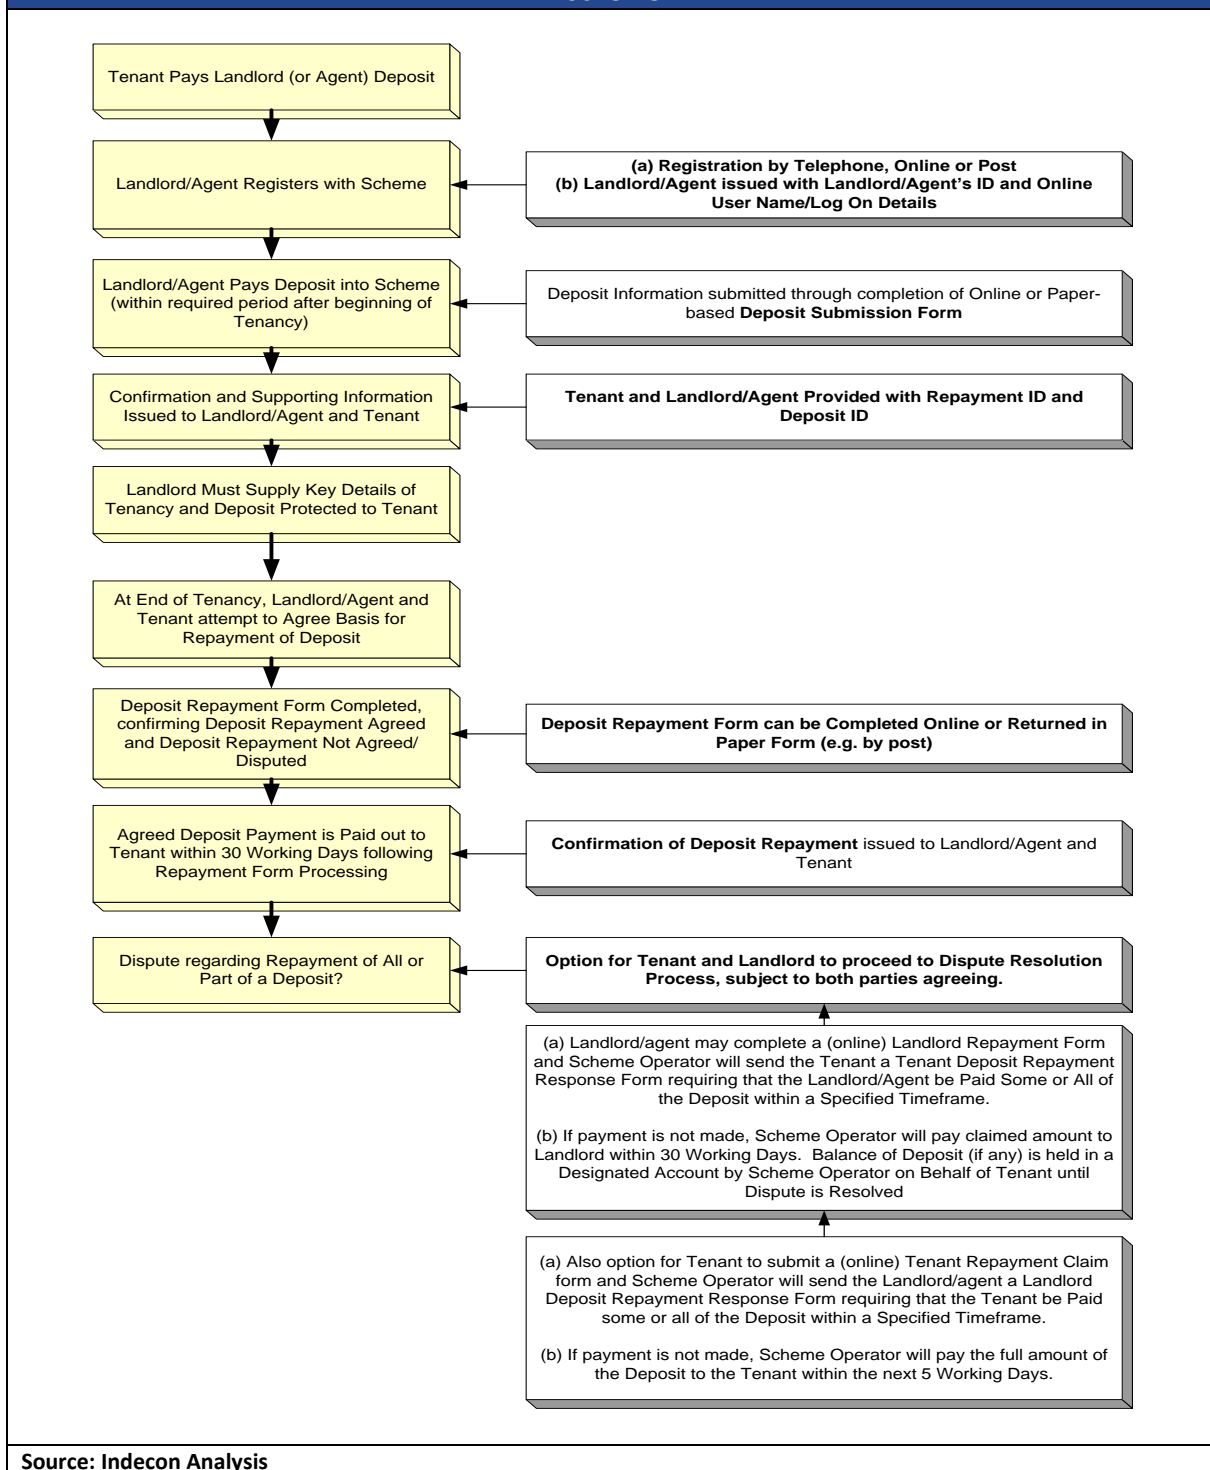 Tenant Pays Landlord (or Agent) Deposit
Landlord/Agent Registers with Scheme
(a) Registration by Telephone, Online or Post
(b) Landlord/Agent issued with Landlord/Agent's ID and Online
User Name/Log On Details
Landlord/Agent Pays Deposit into Scheme
(within required period after beginning of
Tenancy)
Deposit Information submitted through completion of Online or Paper-
based Deposit Submission Form
Confirmation and Supporting Information
Issued to Landlord/Agent and Tenant
Tenant and Landlord/Agent Provided with Repayment ID and
Deposit ID
Landlord Must Supply Key Details of
Tenancy and Deposit Protected to Tenant
At End of Tenancy, Landlord/Agent and
Tenant attempt to Agree Basis for
Repayment of Deposit
Deposit Repayment Form Completed,
confirming Deposit Repayment Agreed
and Deposit Repayment Not Agreed/
Disputed
Deposit Repayment Form can be Completed Online or Returned in
Paper Form (e.g. by post)
Agreed Deposit Payment is Paid out to
Tenant within 30 Working Days following
Repayment Form Processing
Confirmation of Deposit Repayment issued to Landlord/Agent and
Tenant
Dispute regarding Repayment of All or
Part of a Deposit?
Option for Tenant and Landlord to proceed to Dispute Resolution
Process, subject to both parties agreeing.
(a) Landlord/agent may complete a (online) Landlord Repayment Form
and Scheme Operator will send the Tenant a Tenant Deposit Repayment
Response Form requiring that the Landlord/Agent be Paid Some or All of
the Deposit within a Specified Timeframe.
(b) If payment is not made, Scheme Operator will pay claimed amount to
Landlord within 30 Working Days.  Balance of Deposit (if any) is held in a
Designated Account by Scheme Operator on Behalf of Tenant until
Dispute is Resolved
(a) Also option for Tenant to submit a (online) Tenant Repayment Claim
form and Scheme Operator will send the Landlord/agent a Landlord
Deposit Repayment Response Form requiring that the Tenant be Paid
some or all of the Deposit within a Specified Timeframe.
(b) If payment is not made, Scheme Operator will pay the full amount of
the Deposit to the Tenant within the next 5 Working Days.
Source: Indecon Analysis